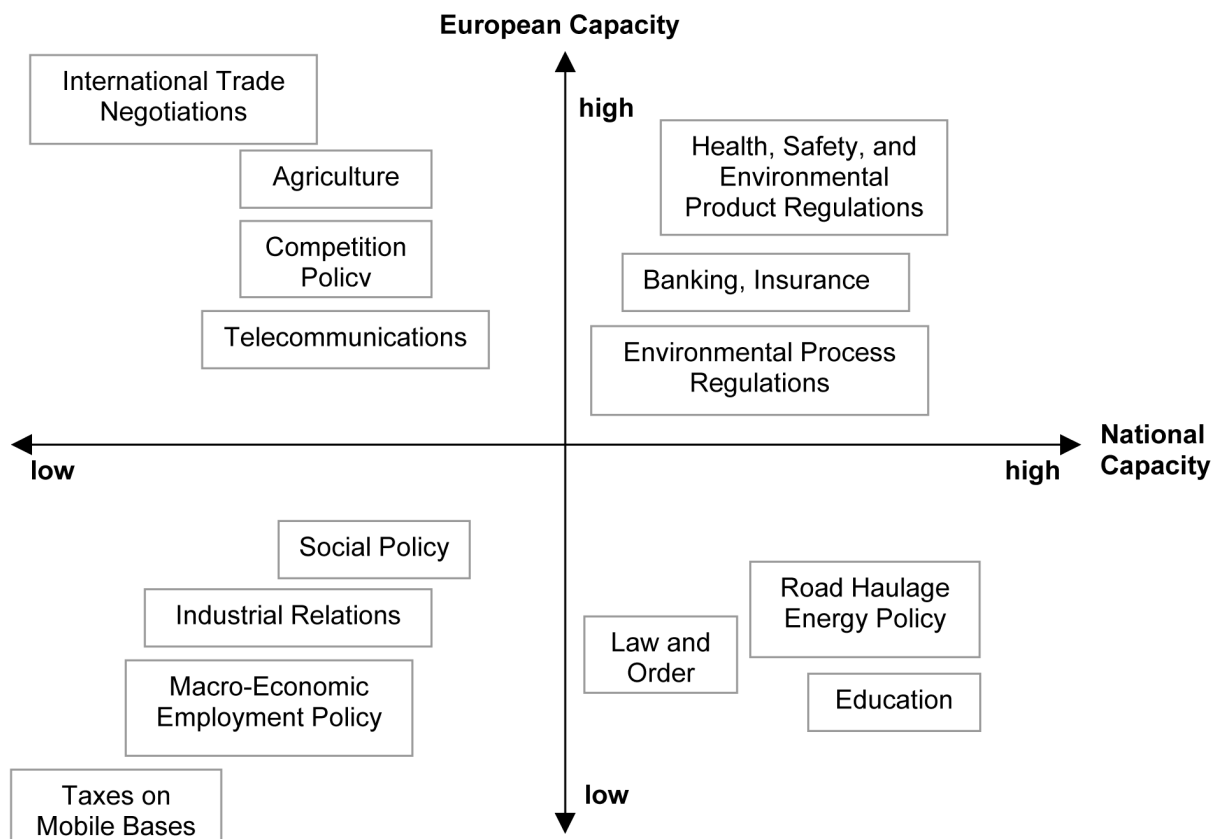 European Capacity
International Trade
Negotiations
high
Health, Safety, and
Environmental
Product Regulations
Agriculture
Competition
Policy
Banking, Insurance
Telecommunications
Environmental Process
Regulations
National
Capacity
low
high
Social Policy
Road Haulage
Energy Policy
Industrial Relations
Law and
Order
Macro-Economic
Employment Policy
Education
Taxes on
Mobile Bases
low